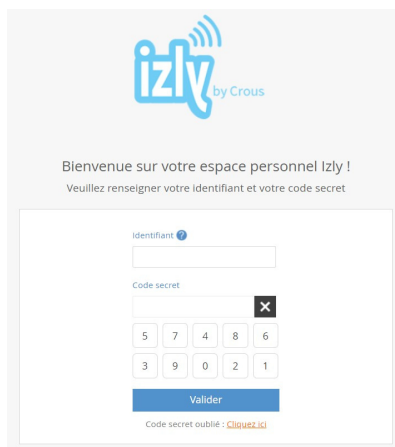 izly
by Crous
Bienvenue sur votre espace personnel Izly !
Veuillez renseigner votre identifiant et votre code secret
Identifiant ?
Code secret
5 7 4 8 6
3 9 0 2 1
Valider
Code secret oublié : Cliquez ici